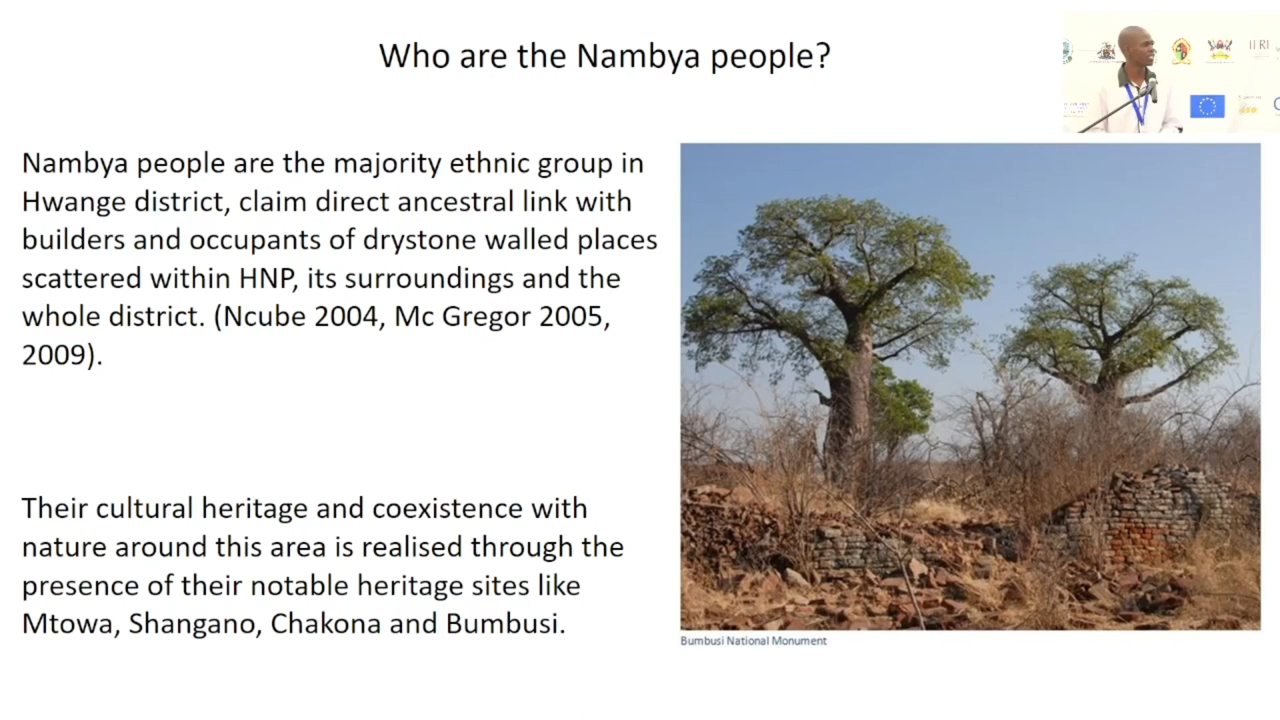 Who are the Nambya people?
Nambya people are the majority ethnic group in
Hwange district, claim direct ancestral link with
builders and occupants of drystone walled places
scattered within HNP, its surroundings and the
whole district. (Ncube 2004, Mc Gregor 2005,
2009).
Their cultural heritage and coexistence with
nature around this area is realised through the
presence of their notable heritage sites like
Mtowa, Shangano, Chakona and Bumbusi.
Bumbusi National Monument